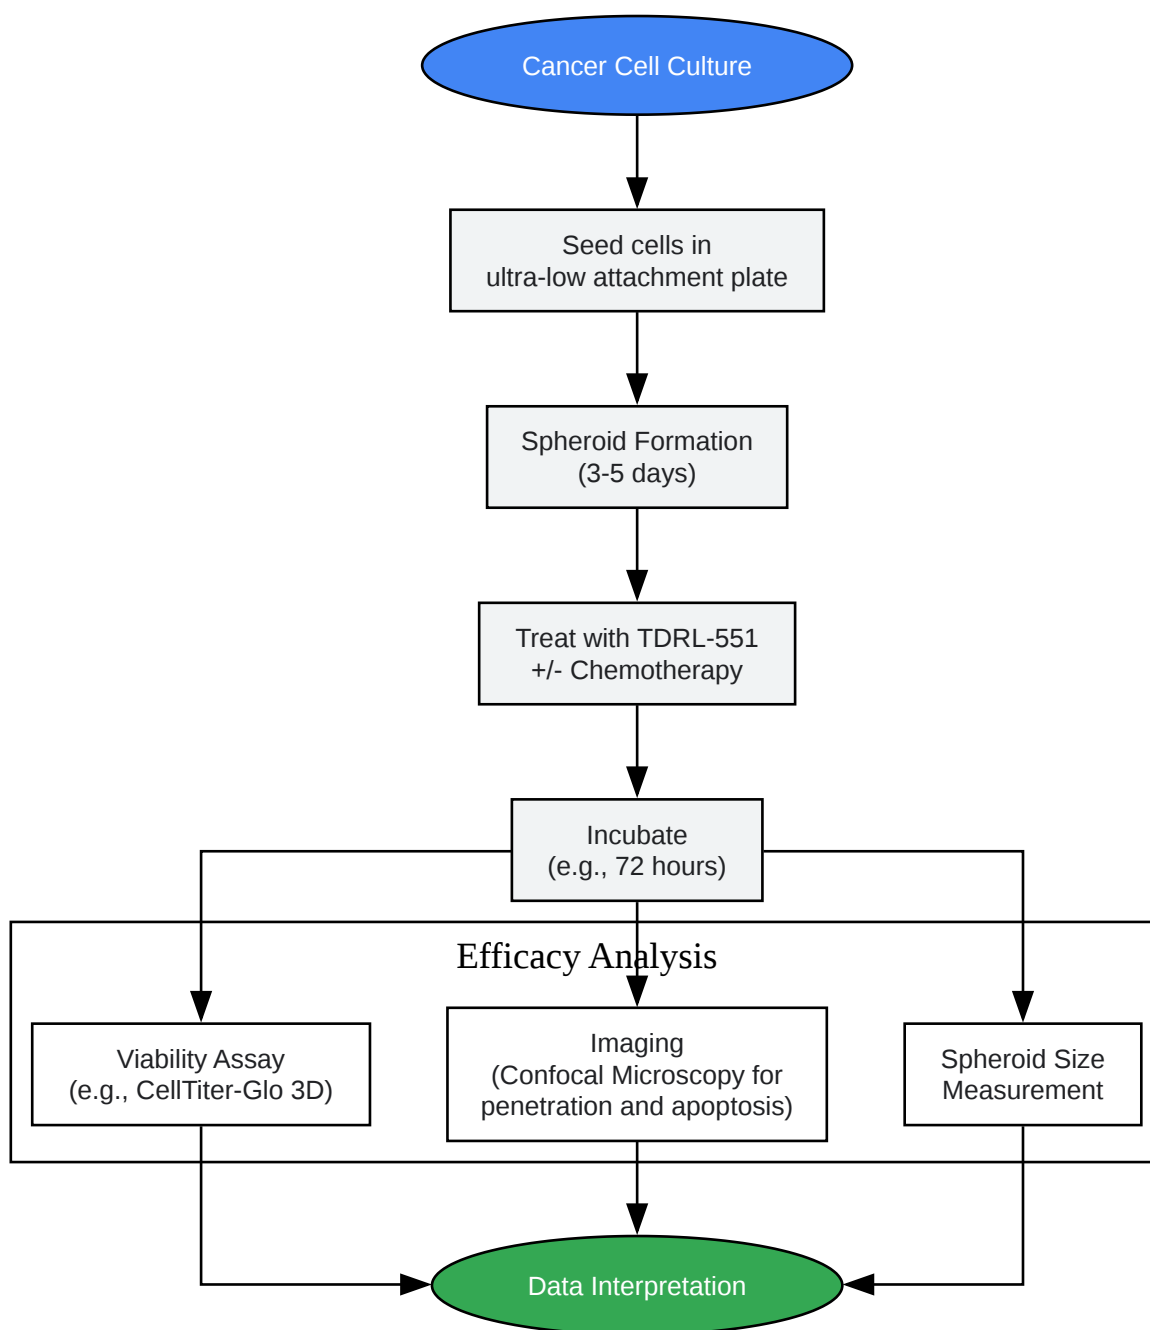 Cancer Cell Culture
Seed cells in
ultra-low attachment plate
Spheroid Formation
(3-5 days)
Treat with TDRL-551
+/- Chemotherapy
Incubate
(e.g., 72 hours)
Efficacy Analysis
Viability Assay
(e.g., CellTiter-Glo 3D)
Imaging
(Confocal Microscopy for
penetration and apoptosis)
Spheroid Size
Measurement
Data Interpretation